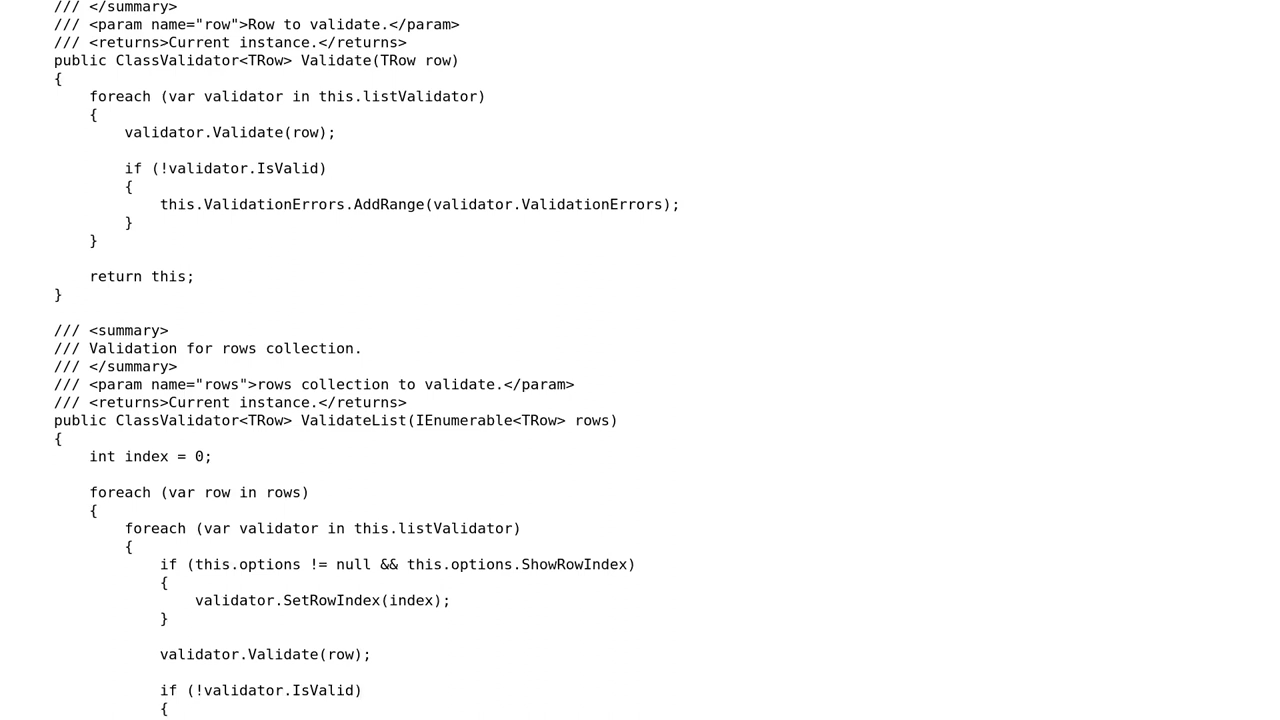 /// </summary>
/// <param name="row">Row to validate.</param>
/// <returns>Current instance.</returns>
public ClassValidator<TRow> Validate(TRow row)
{
    foreach (var validator in this.listValidator)
    {
        validator.Validate(row);

        if (!validator.IsValid)
        {
            this.ValidationErrors.AddRange(validator.ValidationErrors);
        }
    }

    return this;
}

/// <summary>
/// Validation for rows collection.
/// </summary>
/// <param name="rows">rows collection to validate.</param>
/// <returns>Current instance.</returns>
public ClassValidator<TRow> ValidateList(IEnumerable<TRow> rows)
{
    int index = 0;

    foreach (var row in rows)
    {
        foreach (var validator in this.listValidator)
        {
            if (this.options != null && this.options.ShowRowIndex)
            {
                validator.SetRowIndex(index);
            }

            validator.Validate(row);

            if (!validator.IsValid)
            {